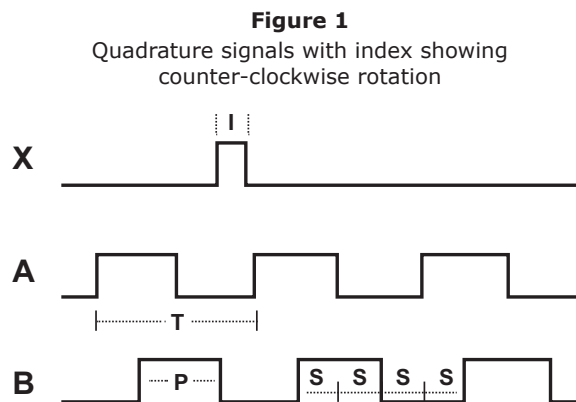 Figure 1
Quadrature signals with index showing
counter-clockwise rotation
I
X
A
T
B
P
S S S S